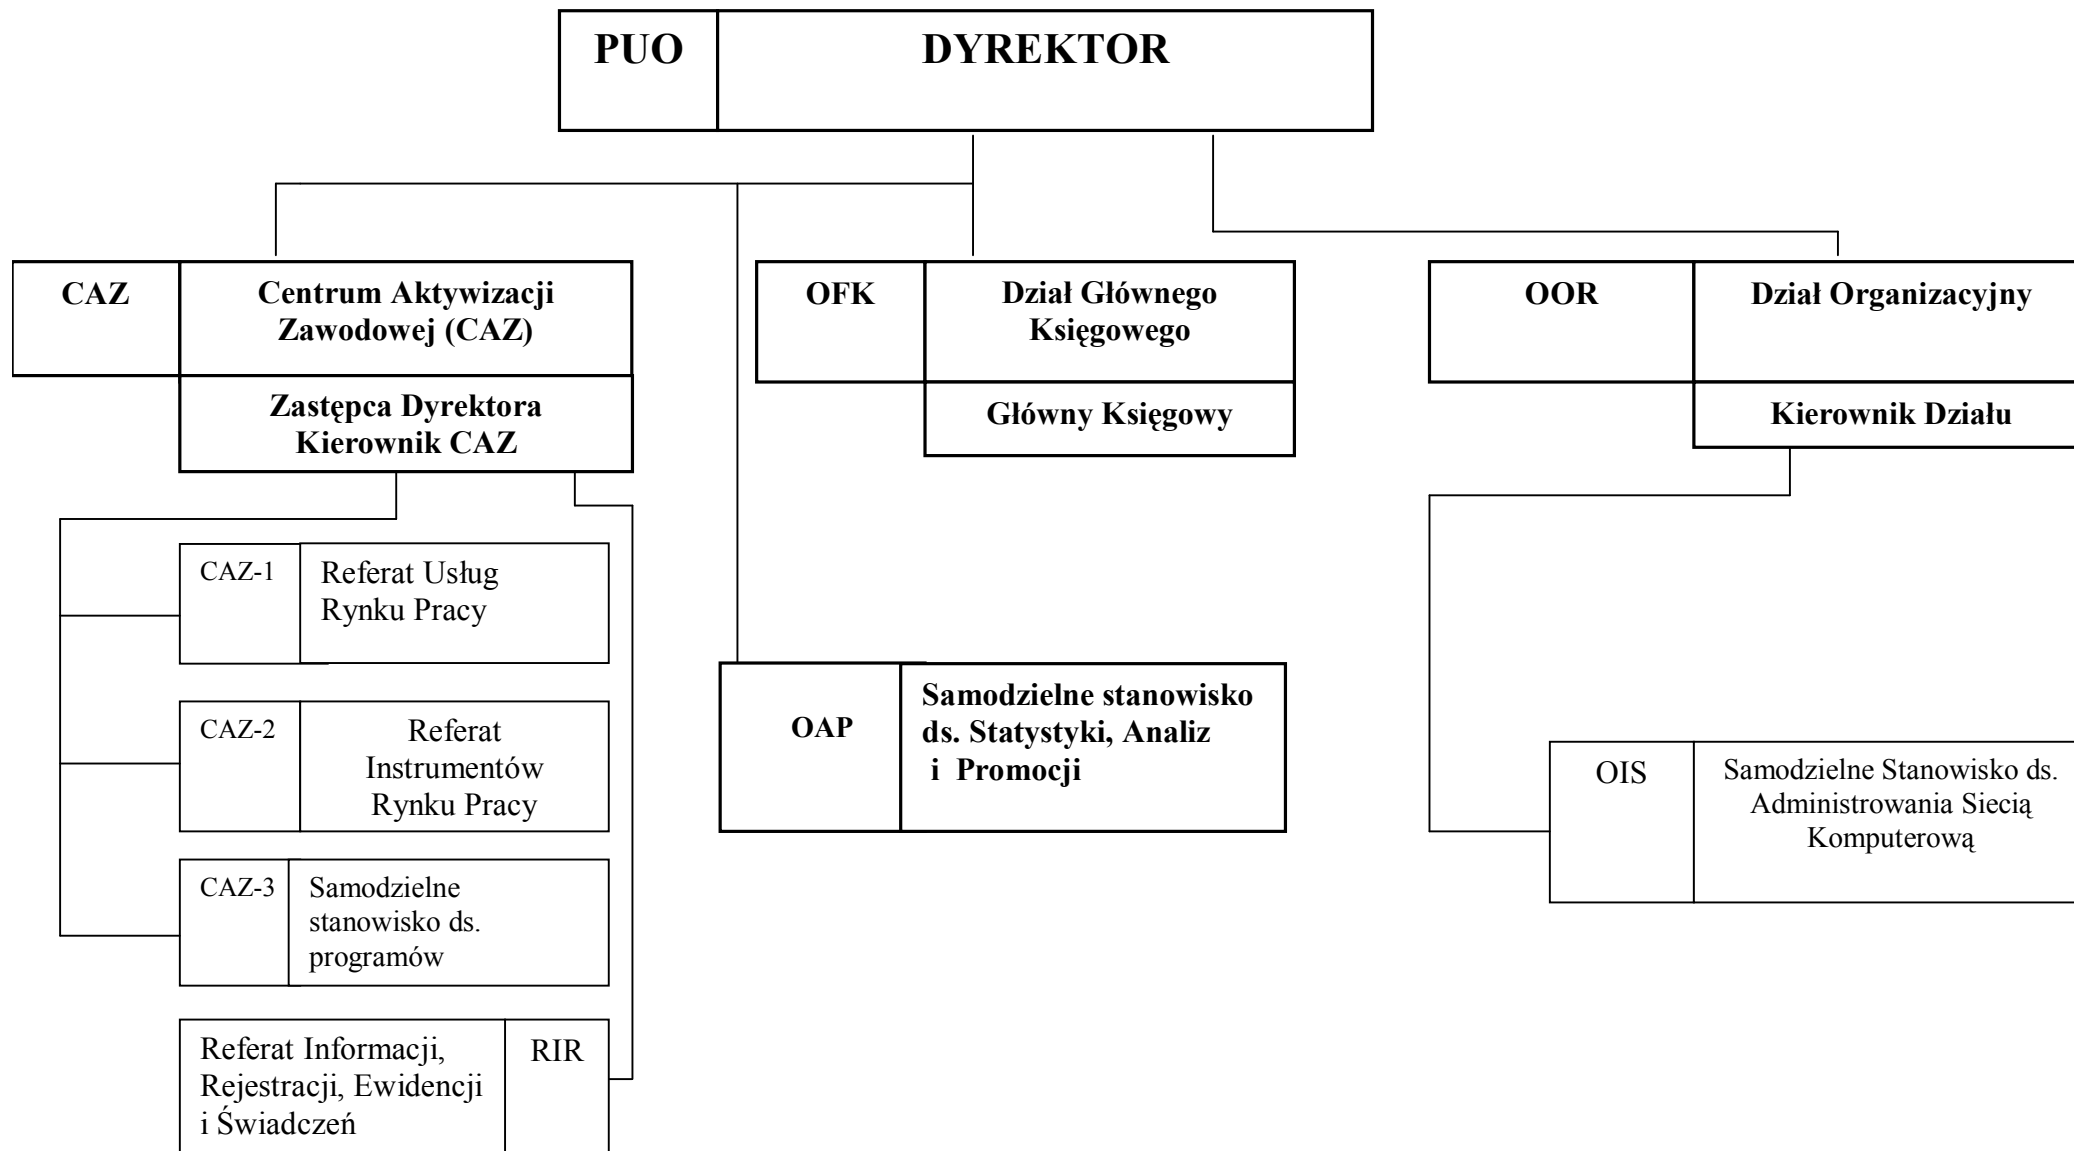 PUO
DYREKTOR
CAZ
Centrum Aktywizacji
Zawodowej (CAZ)
Zastępca Dyrektora
Kierownik CAZ
OFK
Dział Głównego
Księgowego
Główny Księgowy
OOR
Dział Organizacyjny
Kierownik Działu
CAZ-1
Referat Usług
Rynku Pracy
CAZ-2
Referat
Instrumentów
Rynku Pracy
CAZ-3
Samodzielne
stanowisko ds.
programów
Referat Informacji,
Rejestracji, Ewidencji
i Świadczeń
RIR
OAP
Samodzielne stanowisko
ds. Statystyki, Analiz
i Promocji
OIS
Samodzielne Stanowisko ds.
Administrowania Siecią
Komputerową